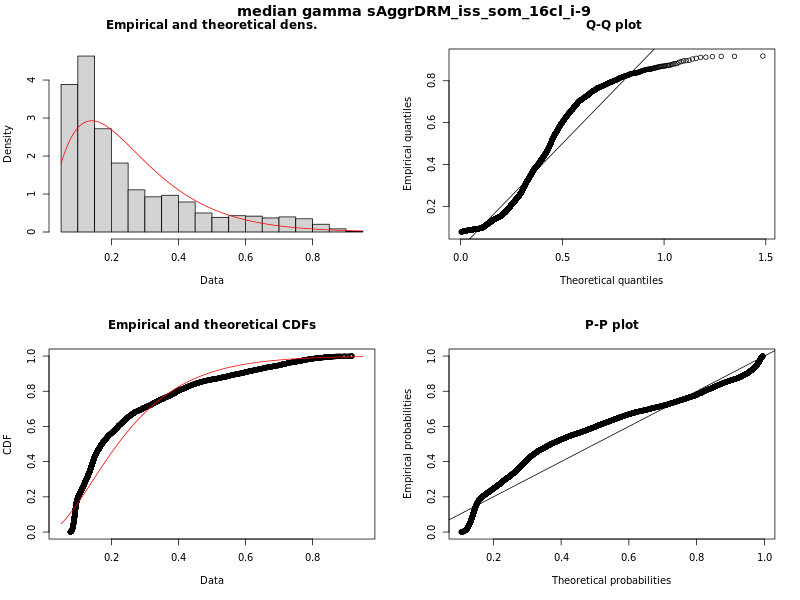 median gamma sAggrDRM_iss_som_16cl_i-9
Empirical and theoretical dens.
Density
0 1 2 3 4
0.2 0.4 0.6 0.8
Data
Q-Q plot
Empirical quantiles
0.2 0.4 0.6 0.8
0.0 0.5 1.0 1.5
Theoretical quantiles
Empirical and theoretical CDFs
CDF
0.0 0.2 0.4 0.6 0.8 1.0
0.2 0.4 0.6 0.8
Data
P-P plot
Empirical probabilities
0.0 0.2 0.4 0.6 0.8 1.0
0.2 0.4 0.6 0.8 1.0
Theoretical probabilities